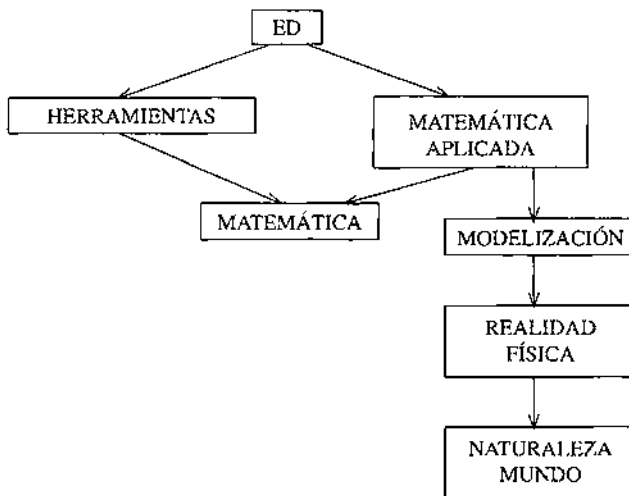 ED
HERRAMIENTAS
MATEMÁTICA
APLICADA
MATEMÁTICA
MODELIZACIÓN
REALIDAD
FÍSICA
NATURALEZA
MUNDO